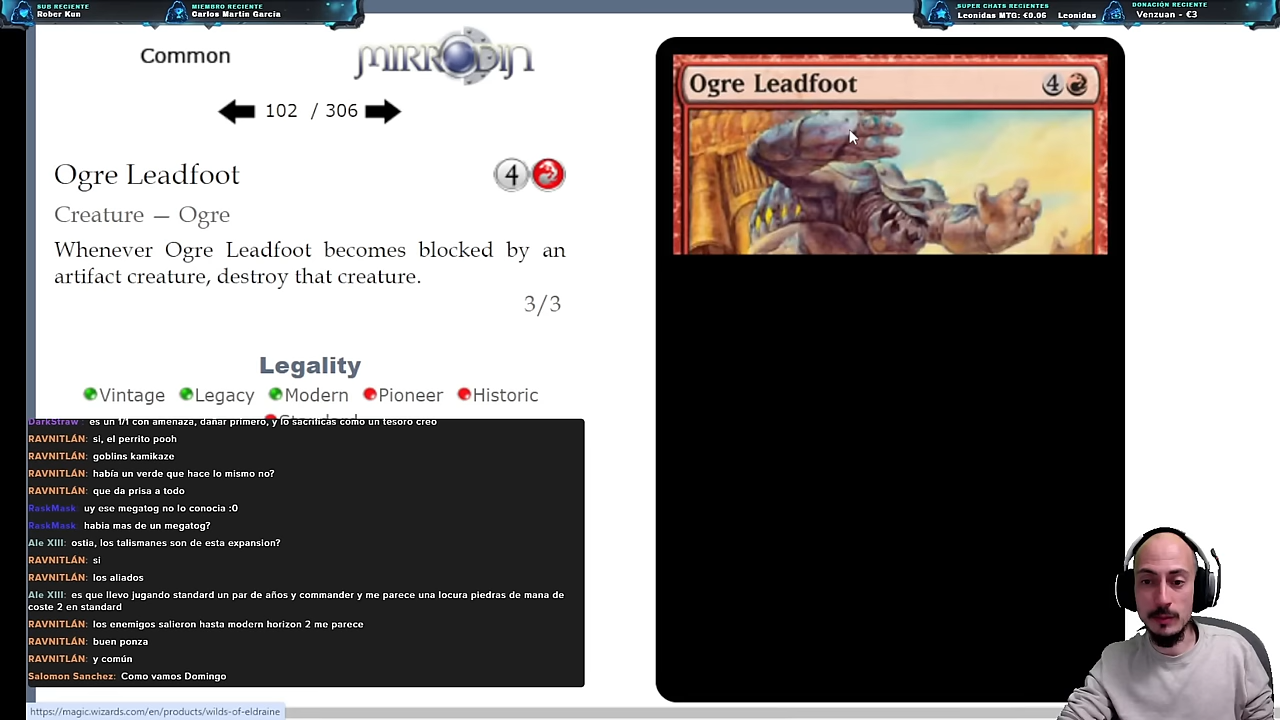 SUB RECIENTE
Rober Kun
MIEMBRO RECIENTE
Carlos Martin Garcia
SUPER CHATS RECIENTES
Leonidas MTG: €0.06 Leonidas
DONACIÓN RECIENTE
Venzuan - €3
Common
MIRRODIN
102 / 306
Ogre Leadfoot
4
Creature — Ogre
Whenever Ogre Leadfoot becomes blocked by an
artifact creature, destroy that creature.
3/3
Legality
Vintage Legacy Modern Pioneer Historic
Standard
Ogre Leadfoot 4
DarkStraw: es un 1/1 con amenaza, dañar primero, y lo sacrificas como un tesoro creo
RAVNITLÁN: si, el perrito pooh
RAVNITLÁN: goblins kamikaze
RAVNITLÁN: había un verde que hace lo mismo no?
RAVNITLÁN: que da prisa a todo
RaskMask: uy ese megatog no lo conocia :0
RaskMask: habia mas de un megatog?
Ale XIII: ostia, los talismanes son de esta expansion?
RAVNITLÁN: si
RAVNITLÁN: los aliados
Ale XIII: es que llevo jugando standard un par de años y commander y me parece una locura piedras de mana de
coste 2 en standard
RAVNITLÁN: los enemigos salieron hasta modern horizon 2 me parece
RAVNITLÁN: buen ponza
RAVNITLÁN: y común
Salomon Sanchez: Como vamos Domingo
https://magic.wizards.com/en/products/wilds-of-eldraine